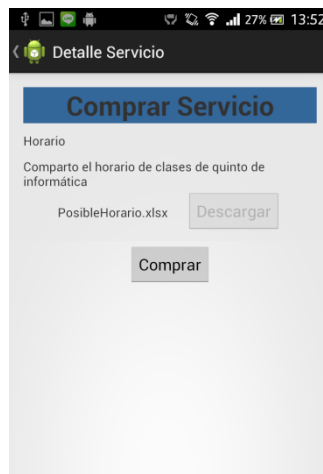 27% 13:52
Detalle Servicio
Comprar Servicio
Horario
Comparto el horario de clases de quinto de
informática
PosibleHorario.xlsx Descargar
Comprar